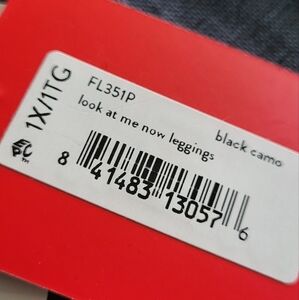 1X/1TG
FL351P
look at me now leggings
black camo
8 41483 13057 6